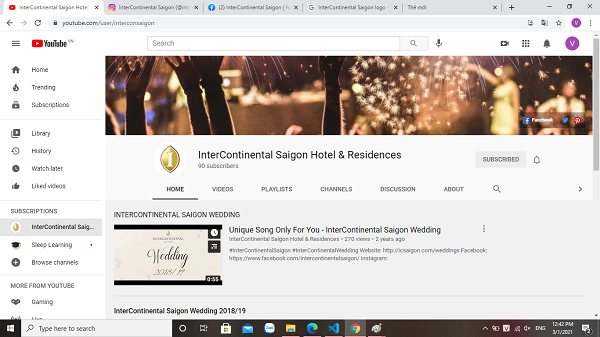 InterContinental Saigon Hotel
InterContinental Saigon (@int
(2) InterContinental Saigon | Fa
InterContinental Saigon logo -
Thẻ mới
youtube.com/user/interconsaigon
V
YouTube VN
Search
V
Home
Trending
Subscriptions
Library
History
Watch later
Liked videos
SUBSCRIPTIONS
InterContinental Saig...
Sleep Learning
Browse channels
MORE FROM YOUTUBE
Gaming
Live
Facebook
InterContinental Saigon Hotel & Residences
90 subscribers
SUBSCRIBED
HOME VIDEOS PLAYLISTS CHANNELS DISCUSSION ABOUT
INTERCONTINENTAL SAIGON WEDDING
Wedding
2018/19
0:55
Unique Song Only For You - InterContinental Saigon Wedding
InterContinental Saigon Hotel & Residences • 270 views • 2 years ago
#InterContinentalSaigon #InterContinentalWedding Website: http://icsaigon.com/weddings Facebook:
https://www.facebook.com/intercontinentalsaigon/ Instagram:
InterContinental Saigon Wedding 2018/19
Type here to search
12:42 PM
3/1/2021